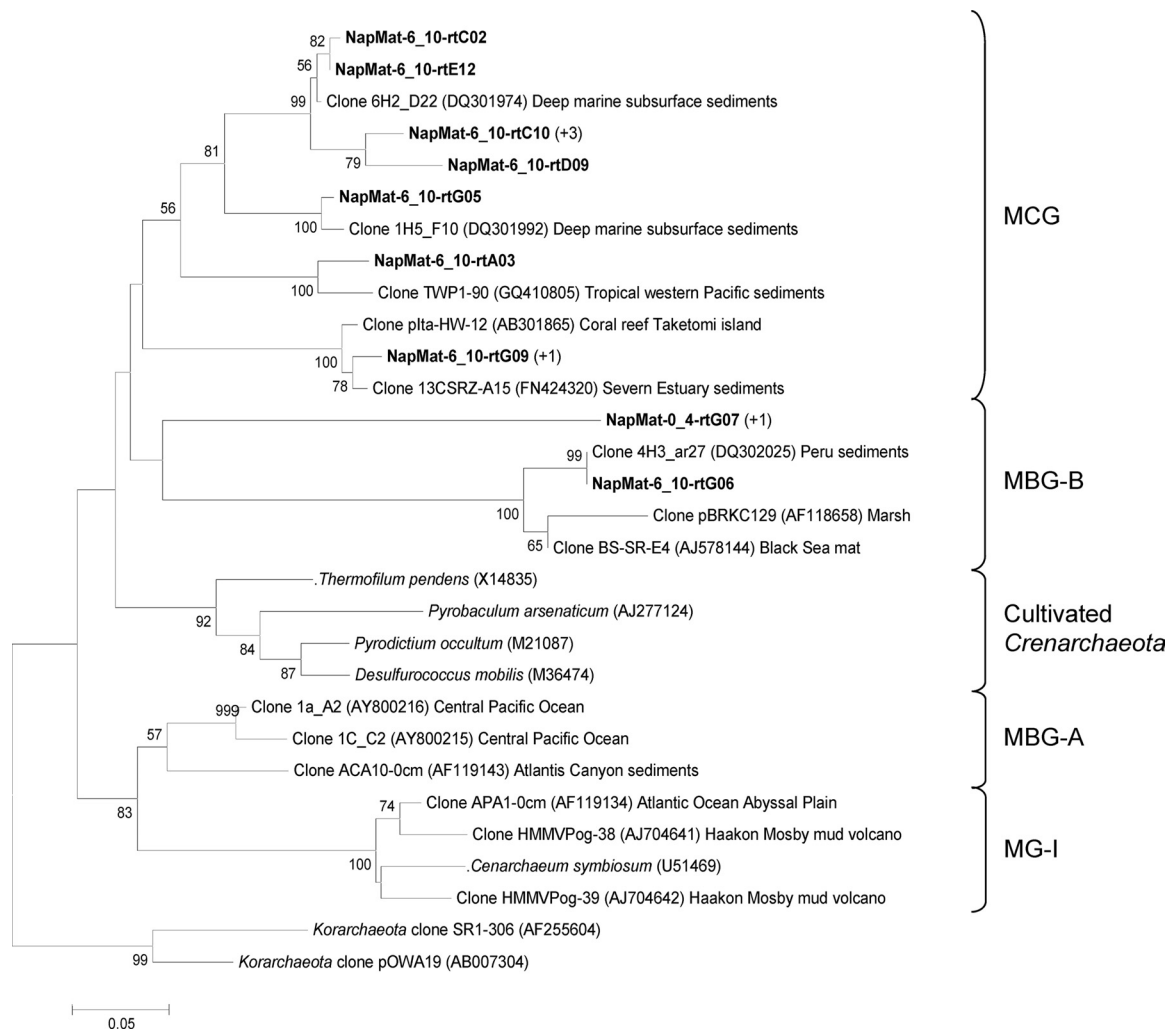 82
NapMat-6_10-rtC02
56
NapMat-6_10-rtE12
99
Clone 6H2_D22 (DQ301974) Deep marine subsurface sediments
NapMat-6_10-rtC10 (+3)
81
79
NapMat-6_10-rtD09
NapMat-6_10-rtG05
56
100
Clone 1H5_F10 (DQ301992) Deep marine subsurface sediments
MCG
NapMat-6_10-rtA03
100
Clone TWP1-90 (GQ410805) Tropical western Pacific sediments
Clone pIta-HW-12 (AB301865) Coral reef Taketomi island
100
NapMat-6_10-rtG09 (+1)
78
Clone 13CSRZ-A15 (FN424320) Severn Estuary sediments
NapMat-0_4-rtG07 (+1)
99
Clone 4H3_ar27 (DQ302025) Peru sediments
NapMat-6_10-rtG06
MBG-B
100
Clone pBRKC129 (AF118658) Marsh
65
Clone BS-SR-E4 (AJ578144) Black Sea mat
.Thermofilum pendens (X14835)
92
Pyrobaculum arsenaticum (AJ277124)
84
Pyrodictium occultum (M21087)
87
Desulfurococcus mobilis (M36474)
Cultivated
Crenarchaeota
999
Clone 1a_A2 (AY800216) Central Pacific Ocean
57
Clone 1C_C2 (AY800215) Central Pacific Ocean
MBG-A
Clone ACA10-0cm (AF119143) Atlantis Canyon sediments
83
74
Clone APA1-0cm (AF119134) Atlantic Ocean Abyssal Plain
Clone HMMVPog-38 (AJ704641) Haakon Mosby mud volcano
MG-I
100
.Cenarchaeum symbiosum (U51469)
Clone HMMVPog-39 (AJ704642) Haakon Mosby mud volcano
Korarchaeota clone SR1-306 (AF255604)
99
Korarchaeota clone pOWA19 (AB007304)
0.05